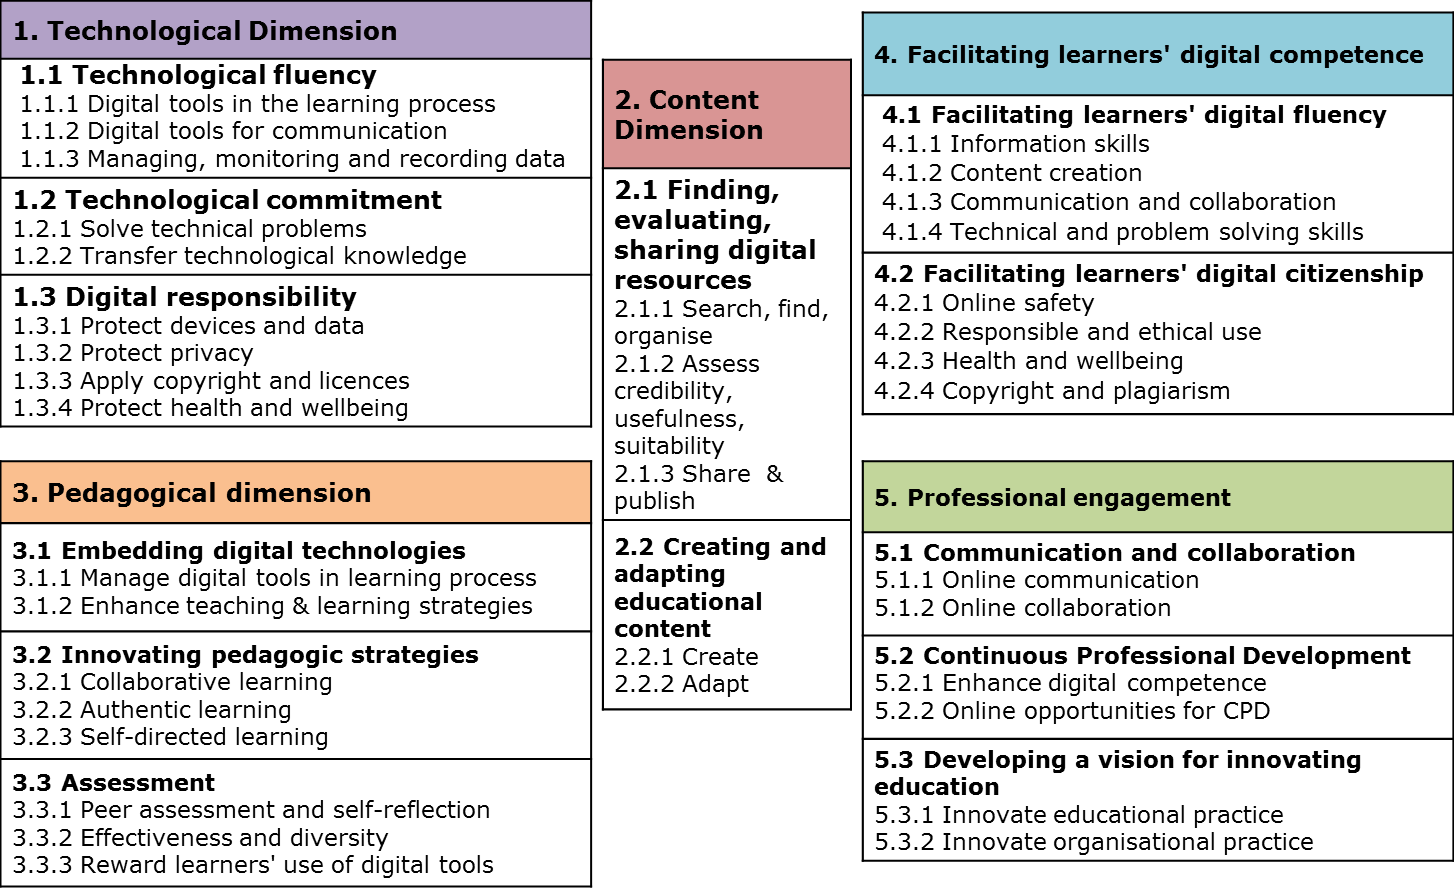 1. Technological Dimension
1.1 Technological fluency
1.1.1 Digital tools in the learning process
1.1.2 Digital tools for communication
1.1.3 Managing, monitoring and recording data
1.2 Technological commitment
1.2.1 Solve technical problems
1.2.2 Transfer technological knowledge
1.3 Digital responsibility
1.3.1 Protect devices and data
1.3.2 Protect privacy
1.3.3 Apply copyright and licences
1.3.4 Protect health and wellbeing
2. Content
Dimension
2.1 Finding,
evaluating,
sharing digital
resources
2.1.1 Search, find,
organise
2.1.2 Assess
credibility,
usefulness,
suitability
2.1.3 Share & 
publish
2.2 Creating and
adapting
educational
content
2.2.1 Create
2.2.2 Adapt
3. Pedagogical dimension
3.1 Embedding digital technologies
3.1.1 Manage digital tools in learning process
3.1.2 Enhance teaching & learning strategies
3.2 Innovating pedagogic strategies
3.2.1 Collaborative learning
3.2.2 Authentic learning
3.2.3 Self-directed learning
3.3 Assessment
3.3.1 Peer assessment and self-reflection
3.3.2 Effectiveness and diversity
3.3.3 Reward learners' use of digital tools
4. Facilitating learners' digital competence
4.1 Facilitating learners' digital fluency
4.1.1 Information skills
4.1.2 Content creation
4.1.3 Communication and collaboration
4.1.4 Technical and problem solving skills
4.2 Facilitating learners' digital citizenship
4.2.1 Online safety
4.2.2 Responsible and ethical use
4.2.3 Health and wellbeing
4.2.4 Copyright and plagiarism
5. Professional engagement
5.1 Communication and collaboration
5.1.1 Online communication
5.1.2 Online collaboration
5.2 Continuous Professional Development
5.2.1 Enhance digital competence
5.2.2 Online opportunities for CPD
5.3 Developing a vision for innovating
education
5.3.1 Innovate educational practice
5.3.2 Innovate organisational practice